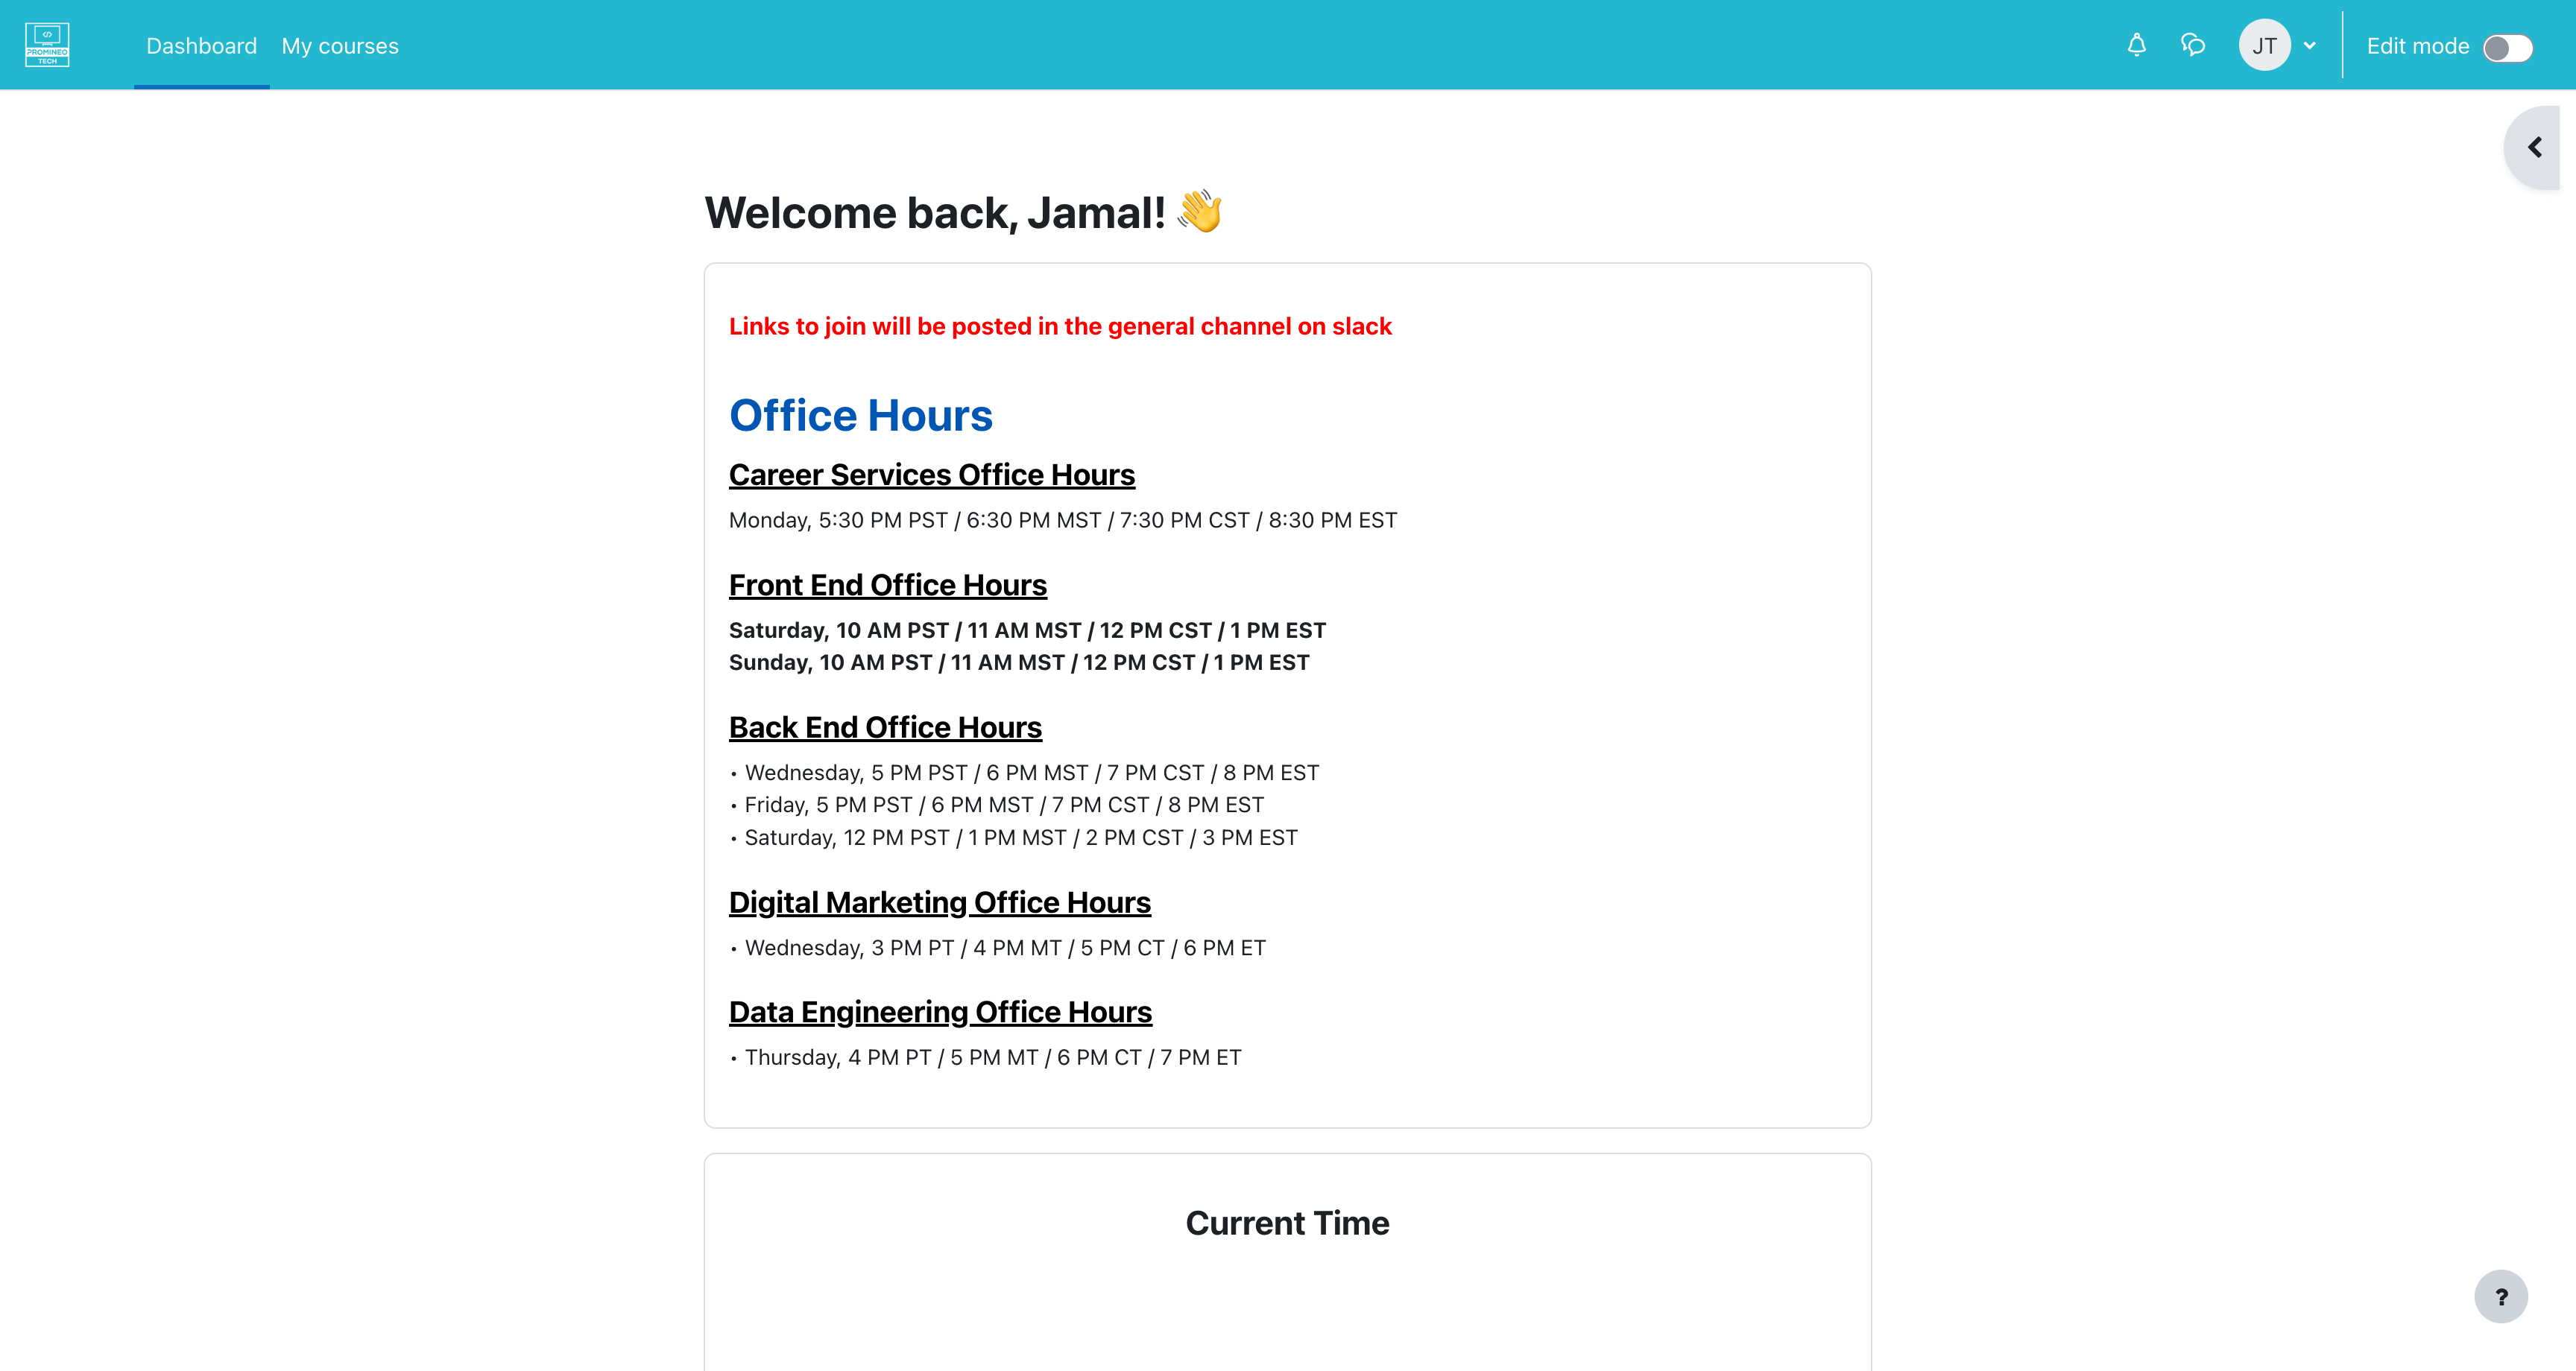 PROMINEO
TECH
Dashboard
My courses
JT
Edit mode
Welcome back, Jamal! 👋
Links to join will be posted in the general channel on slack
Office Hours
Career Services Office Hours
Monday, 5:30 PM PST / 6:30 PM MST / 7:30 PM CST / 8:30 PM EST
Front End Office Hours
Saturday, 10 AM PST / 11 AM MST / 12 PM CST / 1 PM EST
Sunday, 10 AM PST / 11 AM MST / 12 PM CST / 1 PM EST
Back End Office Hours
• Wednesday, 5 PM PST / 6 PM MST / 7 PM CST / 8 PM EST
• Friday, 5 PM PST / 6 PM MST / 7 PM CST / 8 PM EST
• Saturday, 12 PM PST / 1 PM MST / 2 PM CST / 3 PM EST
Digital Marketing Office Hours
• Wednesday, 3 PM PT / 4 PM MT / 5 PM CT / 6 PM ET
Data Engineering Office Hours
• Thursday, 4 PM PT / 5 PM MT / 6 PM CT / 7 PM ET
Current Time
?